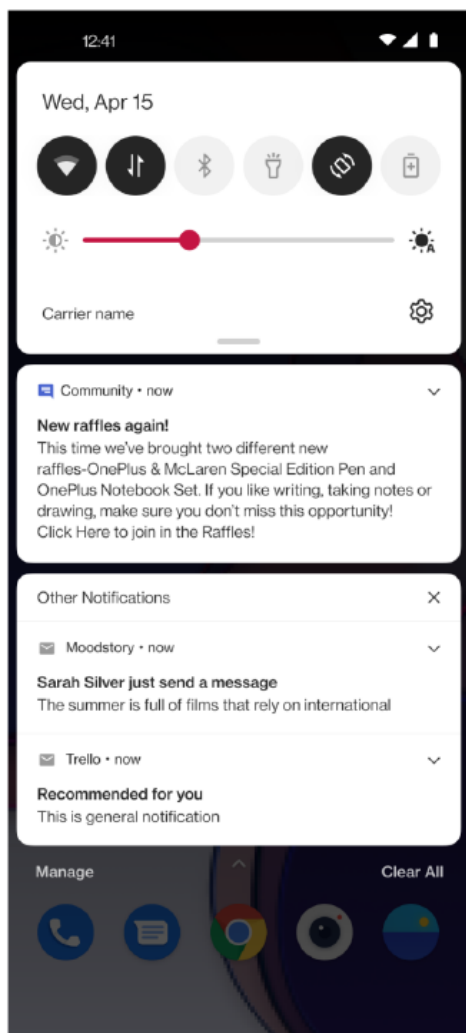 12:41
Wed, Apr 15
A
Carrier name
Community • now
New raffles again!
This time we've brought two different new
raffles-OnePlus & McLaren Special Edition Pen and
OnePlus Notebook Set. If you like writing, taking notes or
drawing, make sure you don't miss this opportunity!
Click Here to join in the Raffles!
Other Notifications
Moodstory • now
Sarah Silver just send a message
The summer is full of films that rely on international
Trello • now
Recommended for you
This is general notification
Manage
Clear All